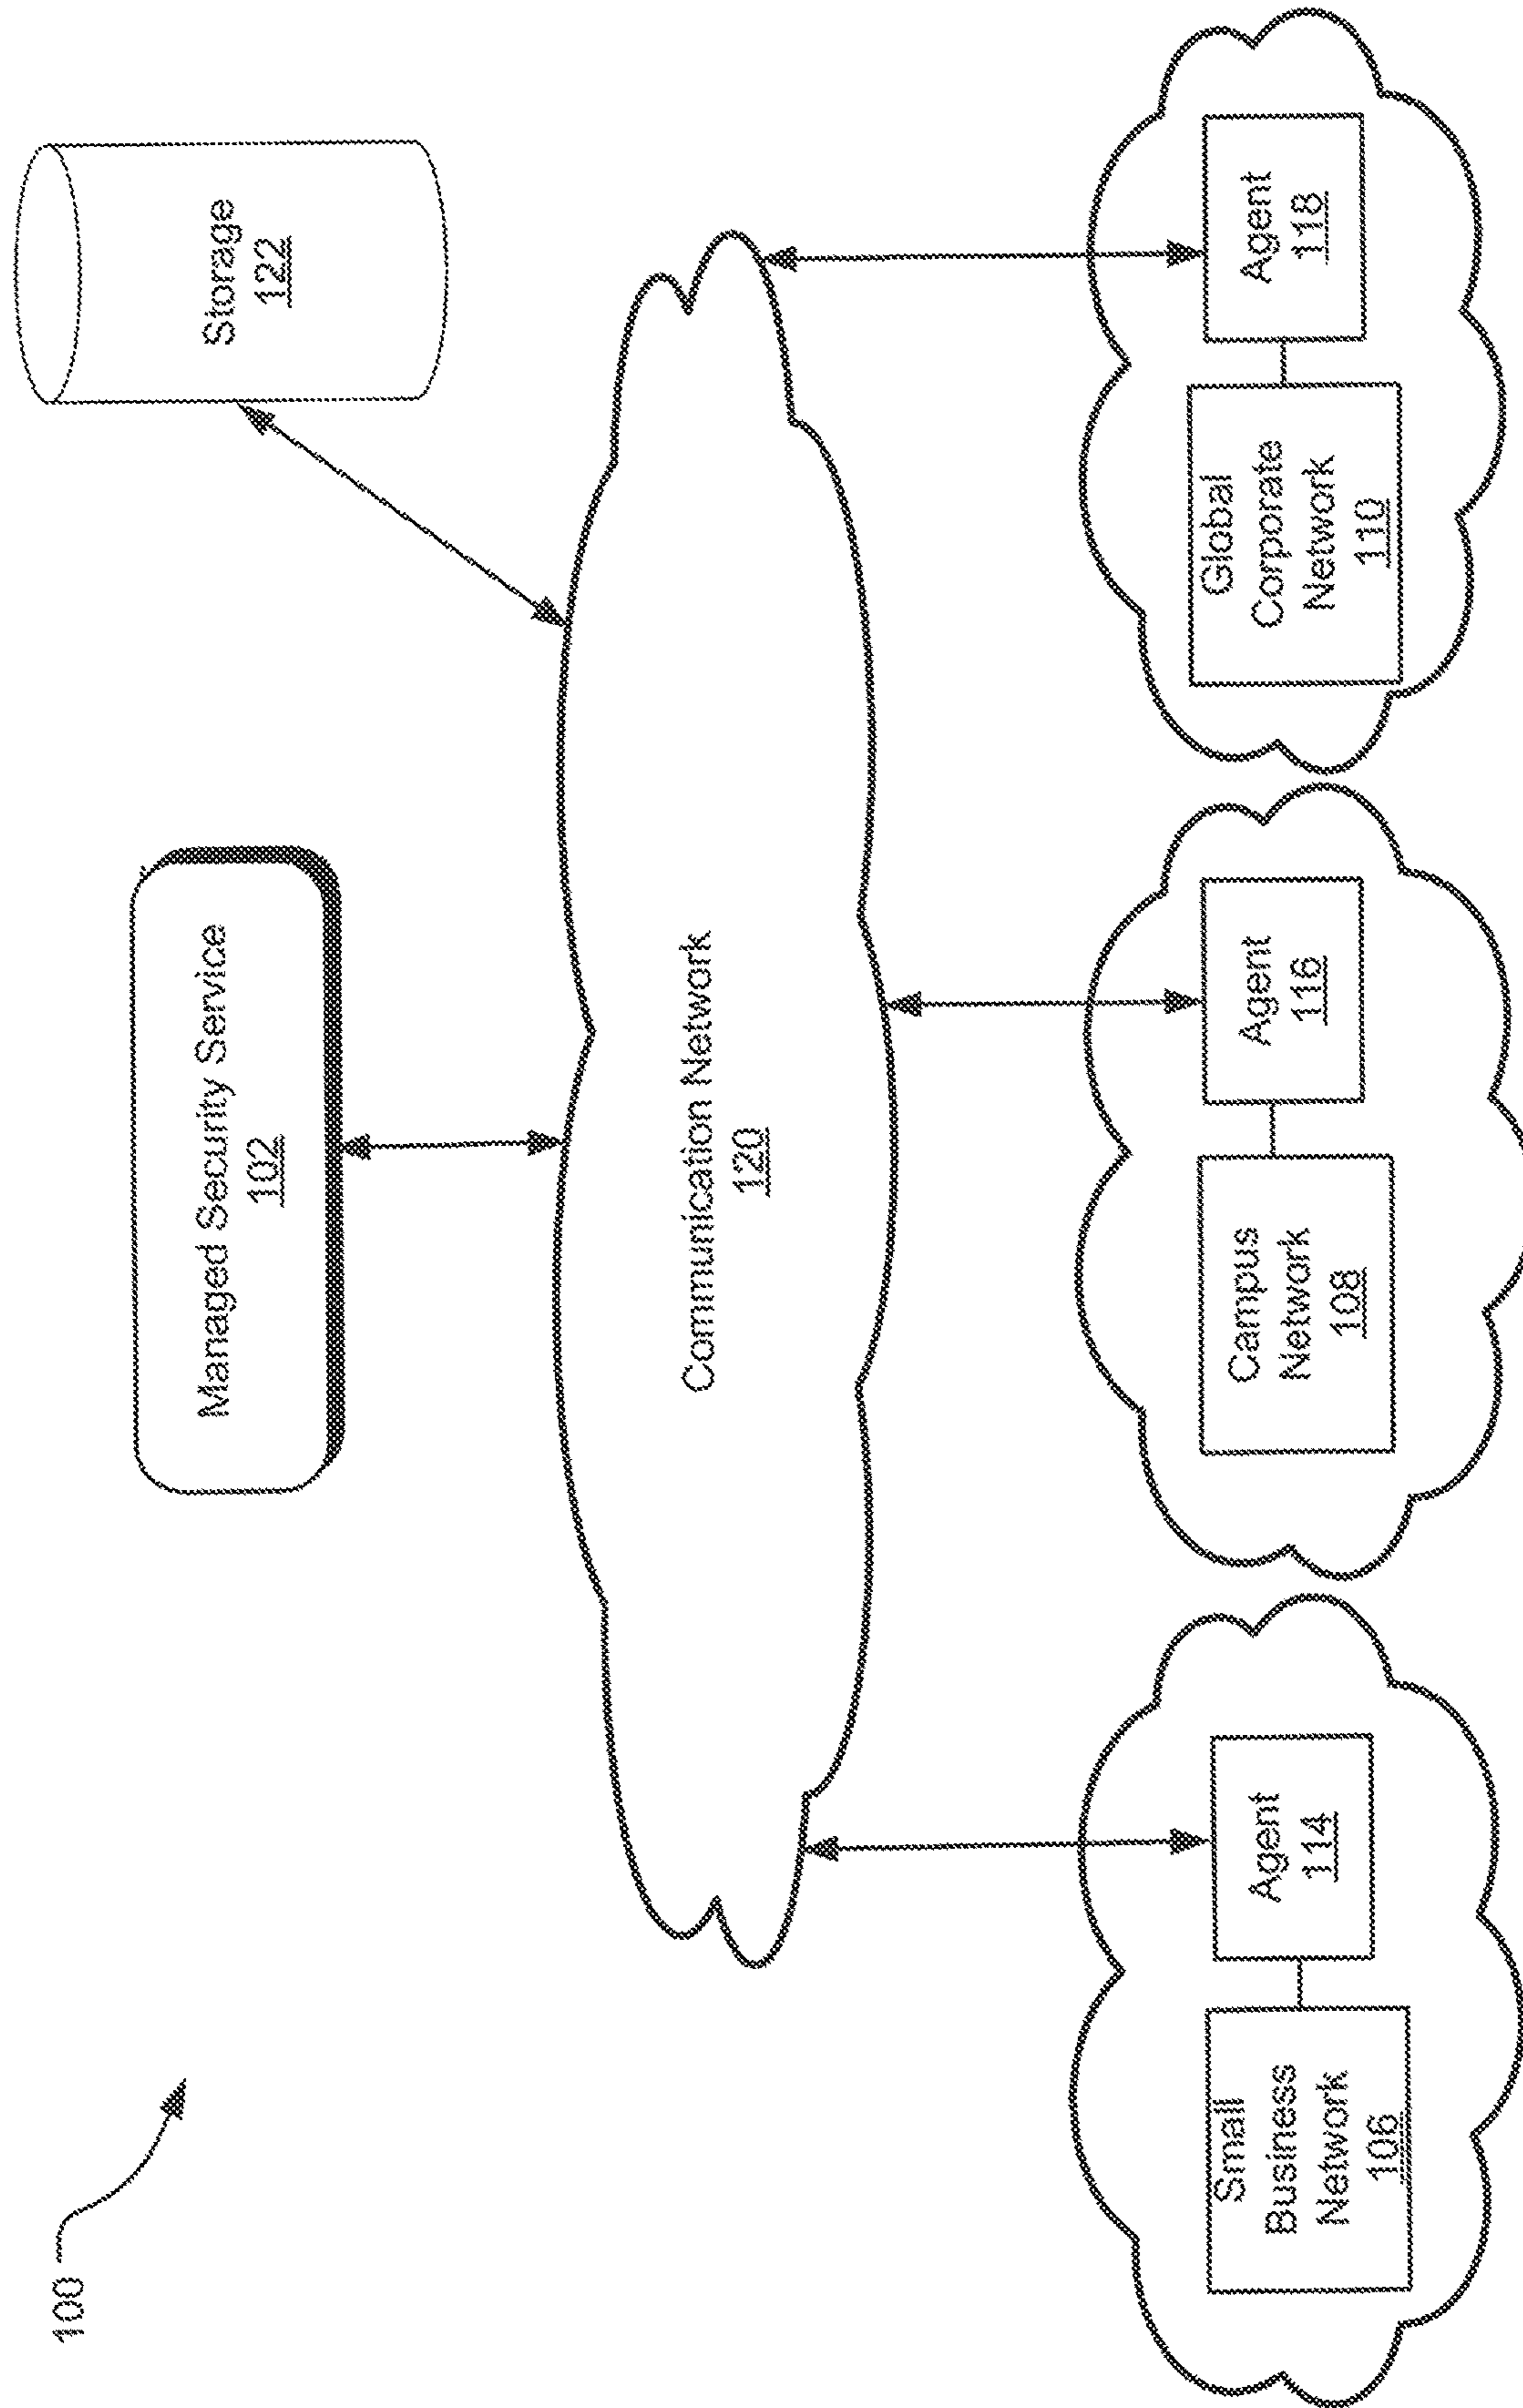 100
Managed Security Service
102
Storage
122
Communication Network
120
Small
Business
Network
106
Agent
114
Campus
Network
108
Agent
116
Global
Corporate
Network
110
Agent
118